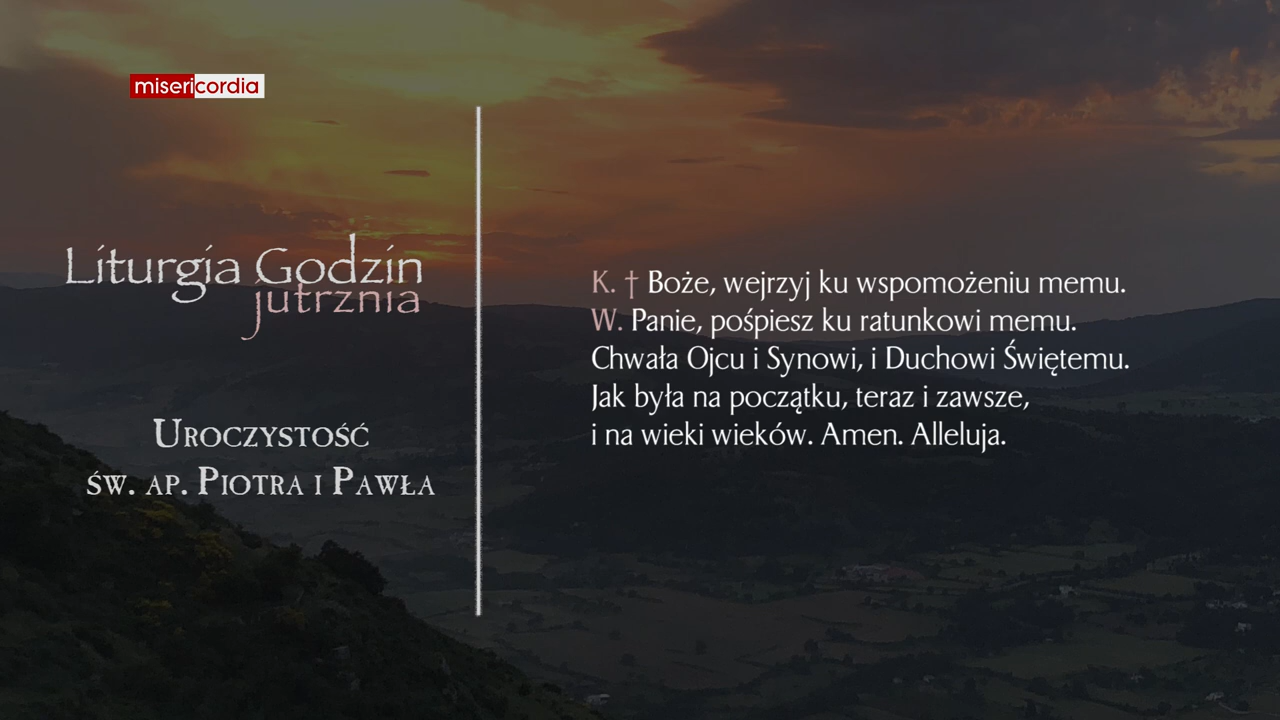 misericordia
Liturgia Godzin
jutrznia
Uroczystość
św. ap. Piotra i Pawła
K. † Boże, wejrzyj ku wspomożeniu memu.
W. Panie, pośpiesz ku ratunkowi memu.
Chwała Ojcu i Synowi, i Duchowi Świętemu.
Jak była na początku, teraz i zawsze,
i na wieki wieków. Amen. Alleluja.